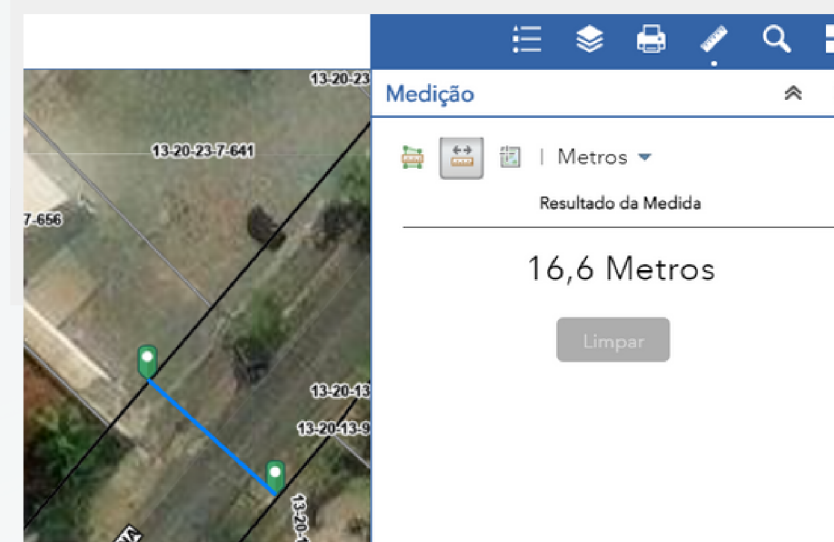 13-20-23
Medição
13-20-23-7-641
Metros
Resultado da Medida
7-656
16,6 Metros
Limpar
13-20-13
13-20-13-9
13-20-1